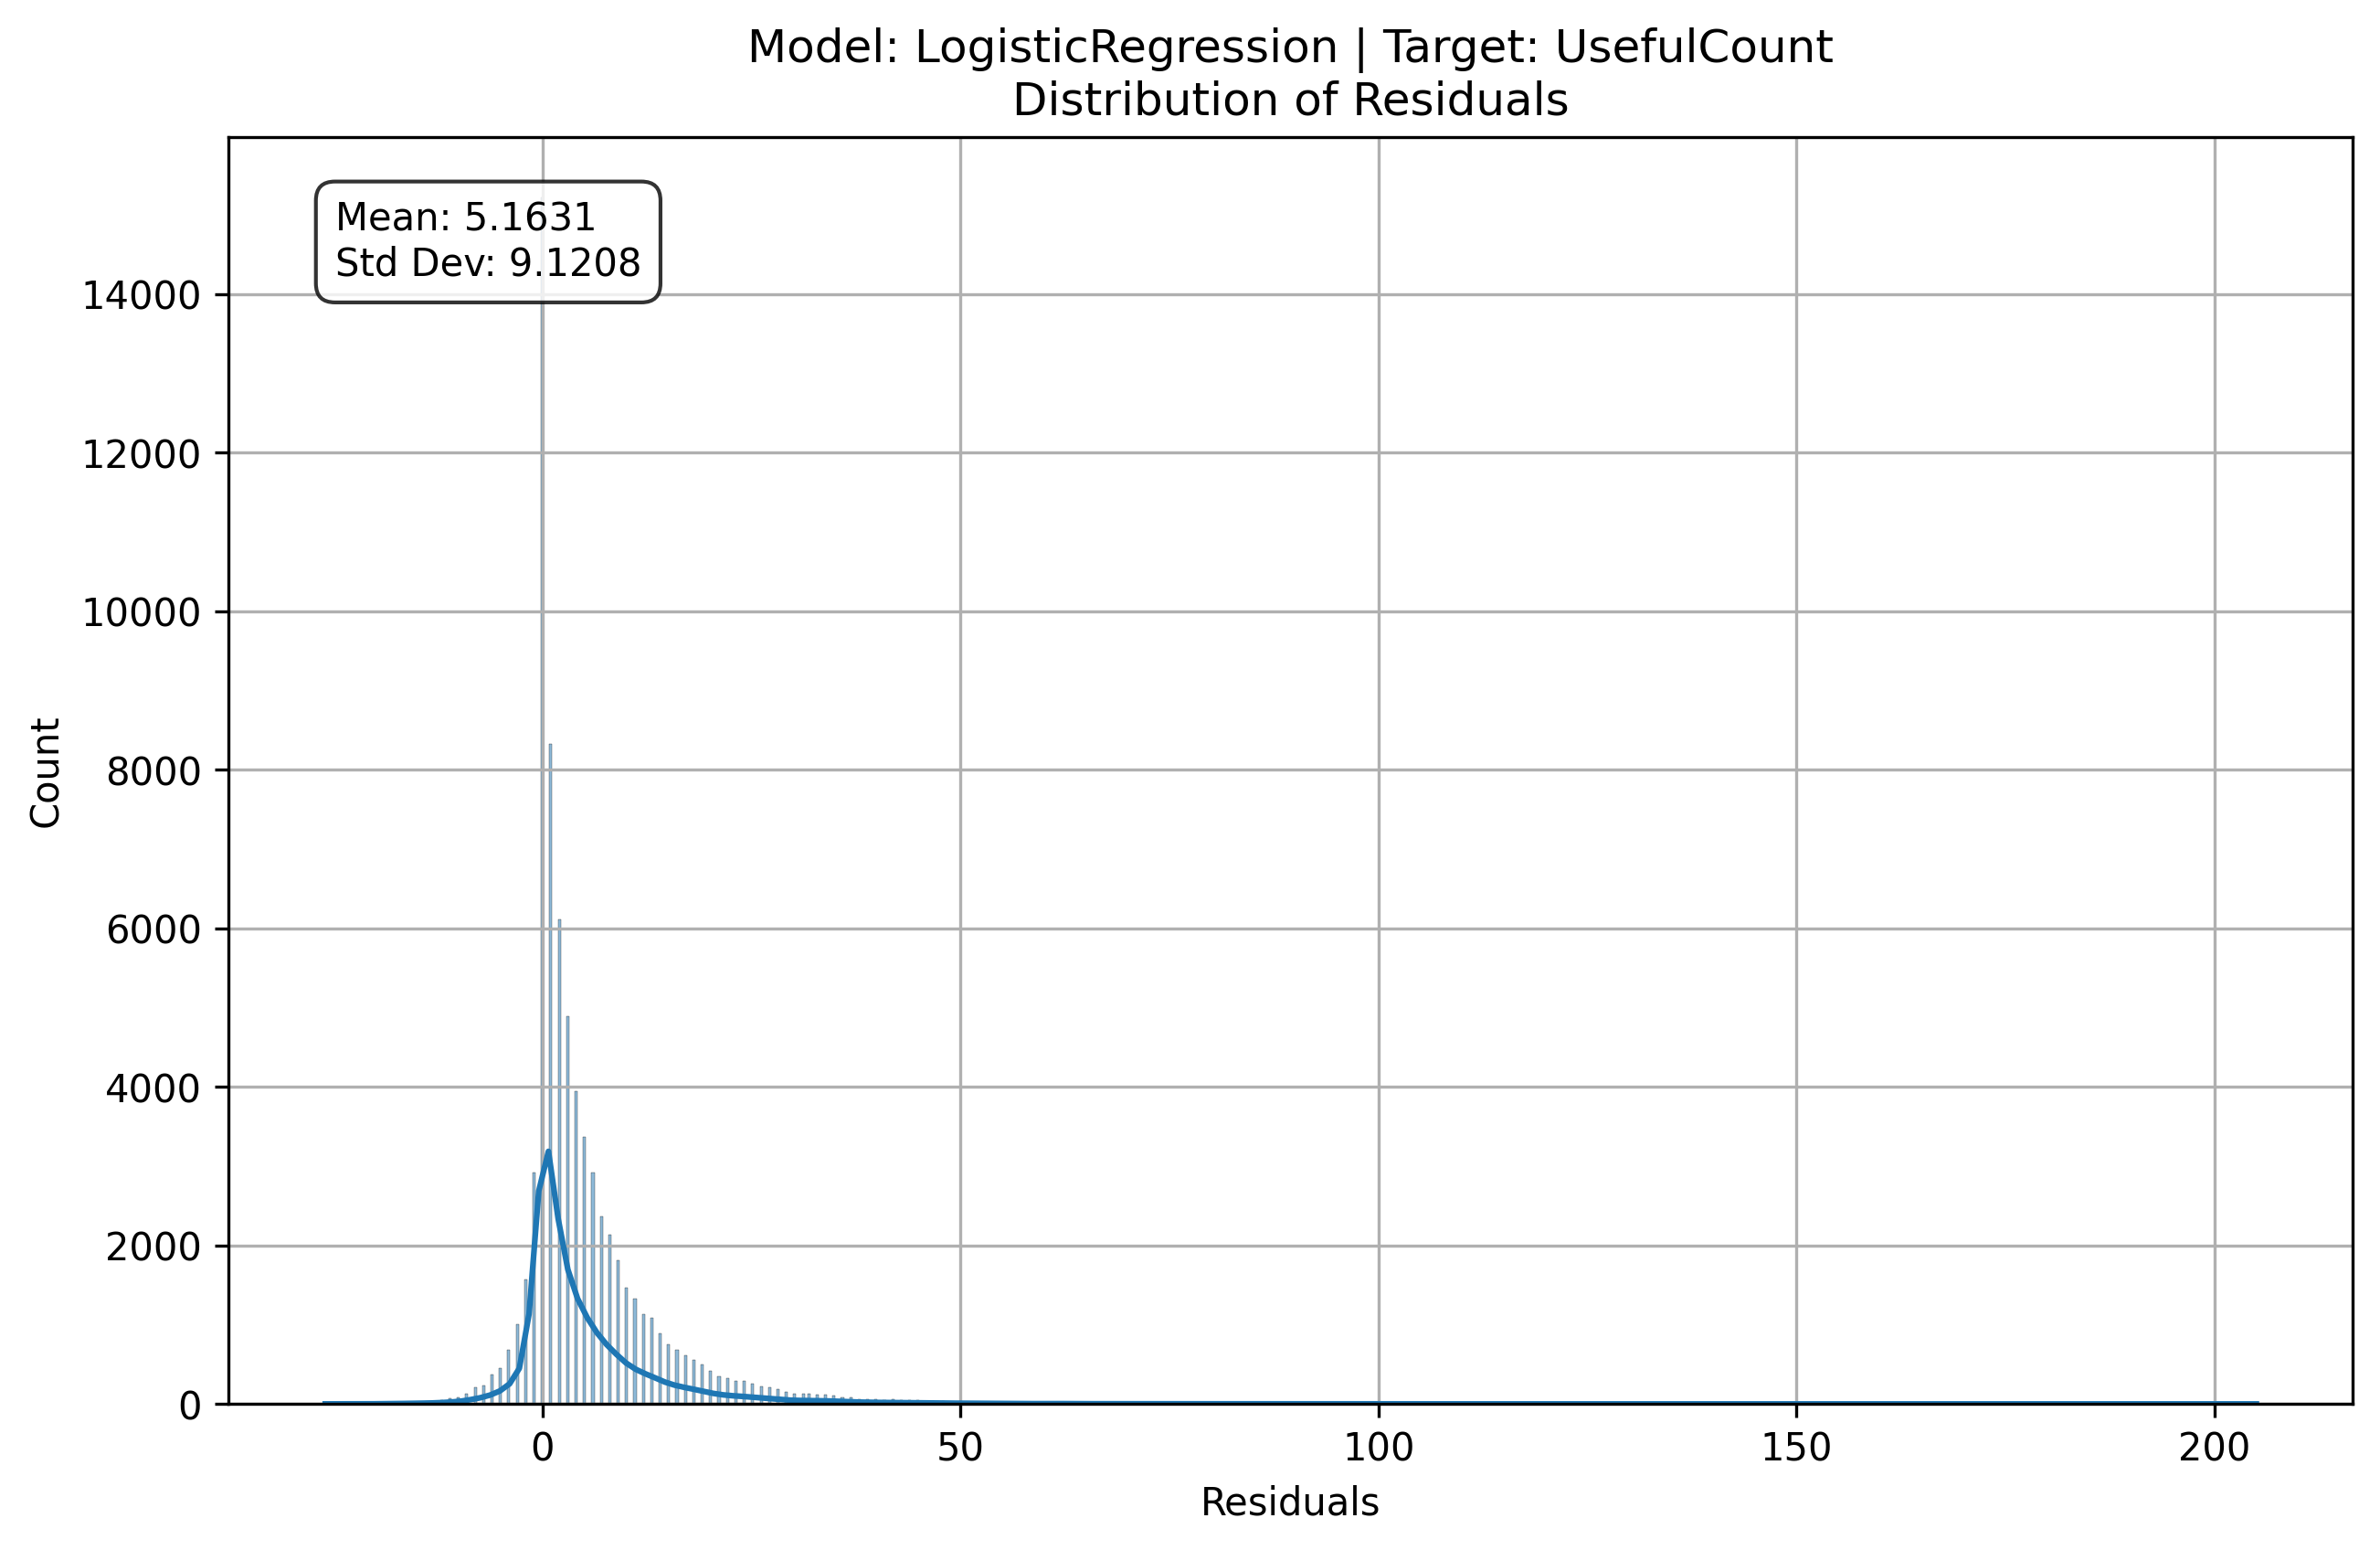 Model: LogisticRegression | Target: UsefulCount
Distribution of Residuals
Mean: 5.1631
Std Dev: 9.1208
14000
12000
10000
8000
6000
4000
2000
0
Count
0 50 100 150 200
Residuals